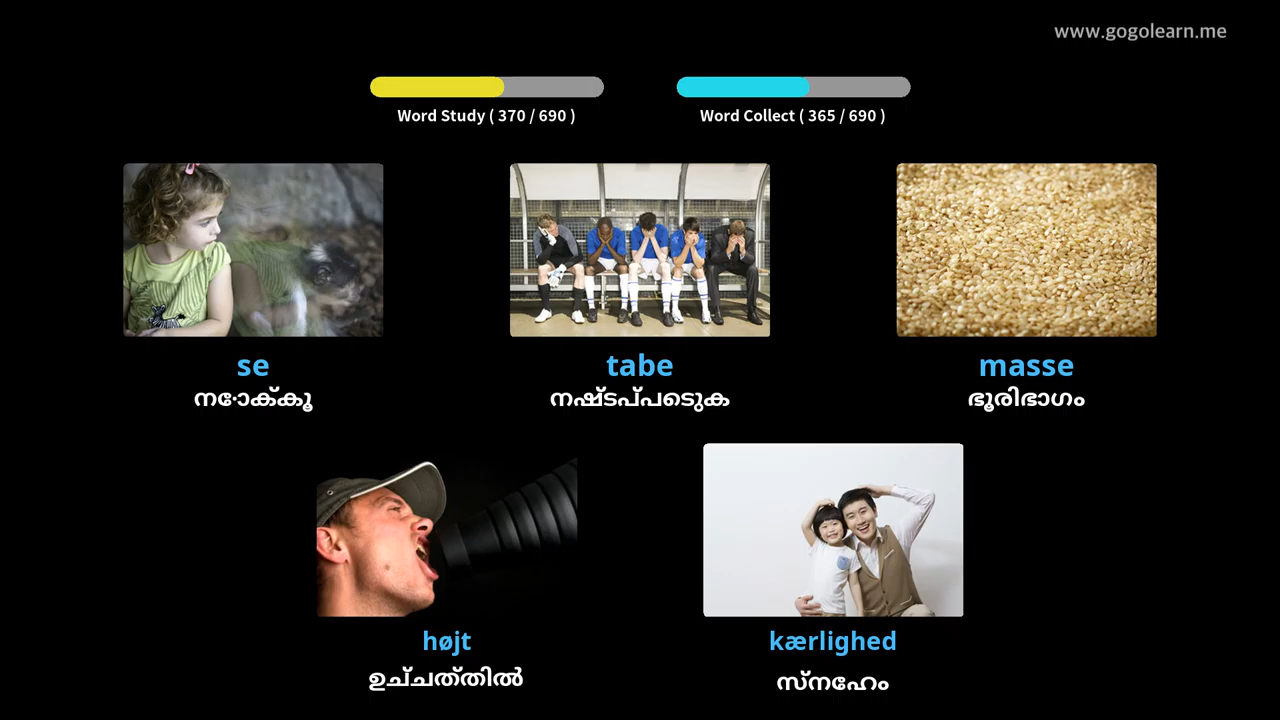 www.gogolearn.me
Word Study ( 370 / 690 )
Word Collect ( 365 / 690 )
se
നോക്കൂ
tabe
നഷ്ടപ്പെടുക
masse
ഭൂരിഭാഗം
højt
ഉച്ചത്തിൽ
kærlighed
സ്നേഹം